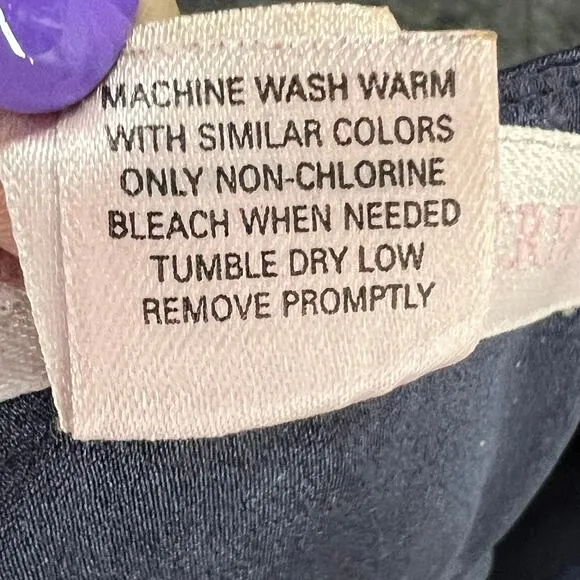 MACHINE WASH WARM
WITH SIMILAR COLORS
ONLY NON-CHLORINE
BLEACH WHEN NEEDED
TUMBLE DRY LOW
REMOVE PROMPTLY